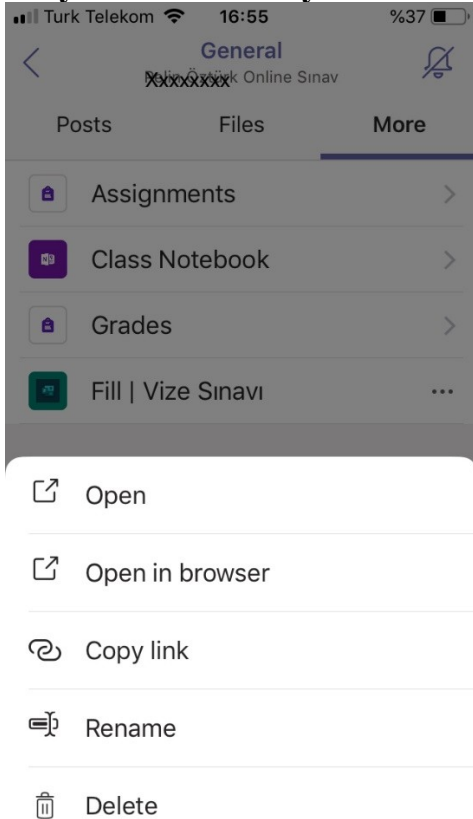 Turk Telekom 16:55 %37
General
Online Sınav
Posts Files More
Assignments
Class Notebook
Grades
Fill | Vize Sınavı
Open
Open in browser
Copy link
Rename
Delete